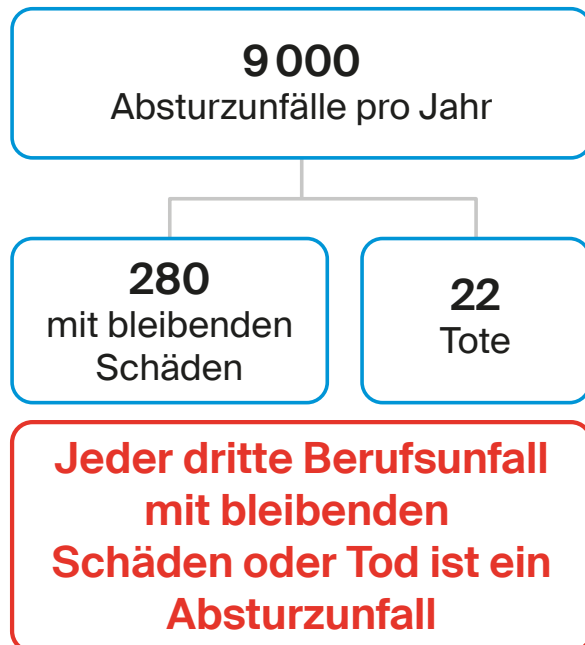 9 000
Absturzunfälle pro Jahr
280
mit bleibenden
Schäden
22
Tote
Jeder dritte Berufsunfall
mit bleibenden
Schäden oder Tod ist ein
Absturzunfall